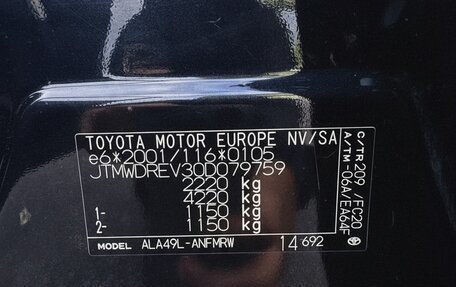 TOYOTA MOTOR EUROPE NV/SA
e6*2001/116*0105
JTMWDREV30D079759
2220 kg
4220 kg
1- 1150 kg
2- 1150 kg
MODEL ALA49L-ANFMRW 14 692
C/TR 209 /FC20
A/TM -06A/EA64F